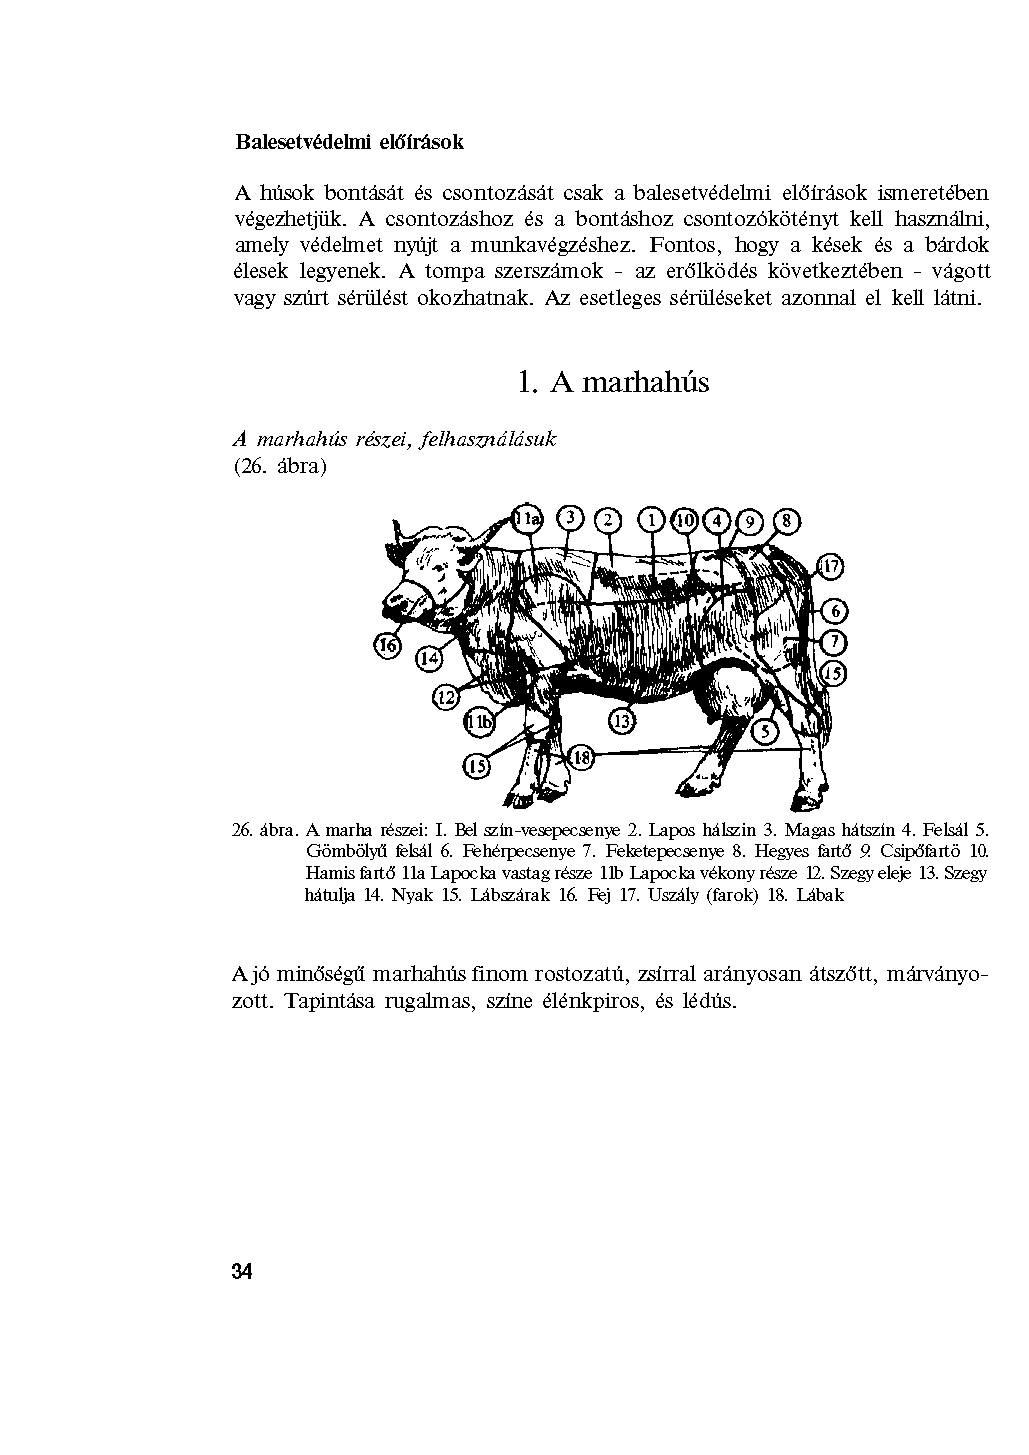 Balesetvédelmi előírások
A húsok bontását és csontozását csak a balesetvédelmi előírások ismeretében
végezhetjük. A csontozáshoz és a bontáshoz csontozókötényt kell használni,
amely védelmet nyújt a munkavégzéshez. Fontos, hogy a kések és a bárdok
élesek legyenek. A tompa szerszámok - az erőlködés következtében - vágott
vagy szúrt sérülést okozhatnak. Az esetleges sérüléseket azonnal el kell látni.
1. A marhahús
A marhahús részei, felhasználásuk
(26. ábra)
11a 3 2 1 10 4 9 8
17
6
7
16
14
15
12
11b
13
5
15
18
26. ábra. A marha részei: I. Bel szín-vesepecsenye 2. Lapos hálszin 3. Magas hátszín 4. Felsál 5.
Gömbölyű felsál 6. Fehérpecsenye 7. Feketepecsenye 8. Hegyes fartő 9. Csipőfartö 10.
Hamis fartő 11a Lapocka vastag része 11b Lapocka vékony része 12. Szegy eleje 13. Szegy
hátulja 14. Nyak 15. Lábszárak 16. Fej 17. Uszály (farok) 18. Lábak
A jó minőségű marhahús finom rostozatú, zsírral arányosan átszőtt, márványo-
zott. Tapintása rugalmas, színe élénkpiros, és lédús.
34